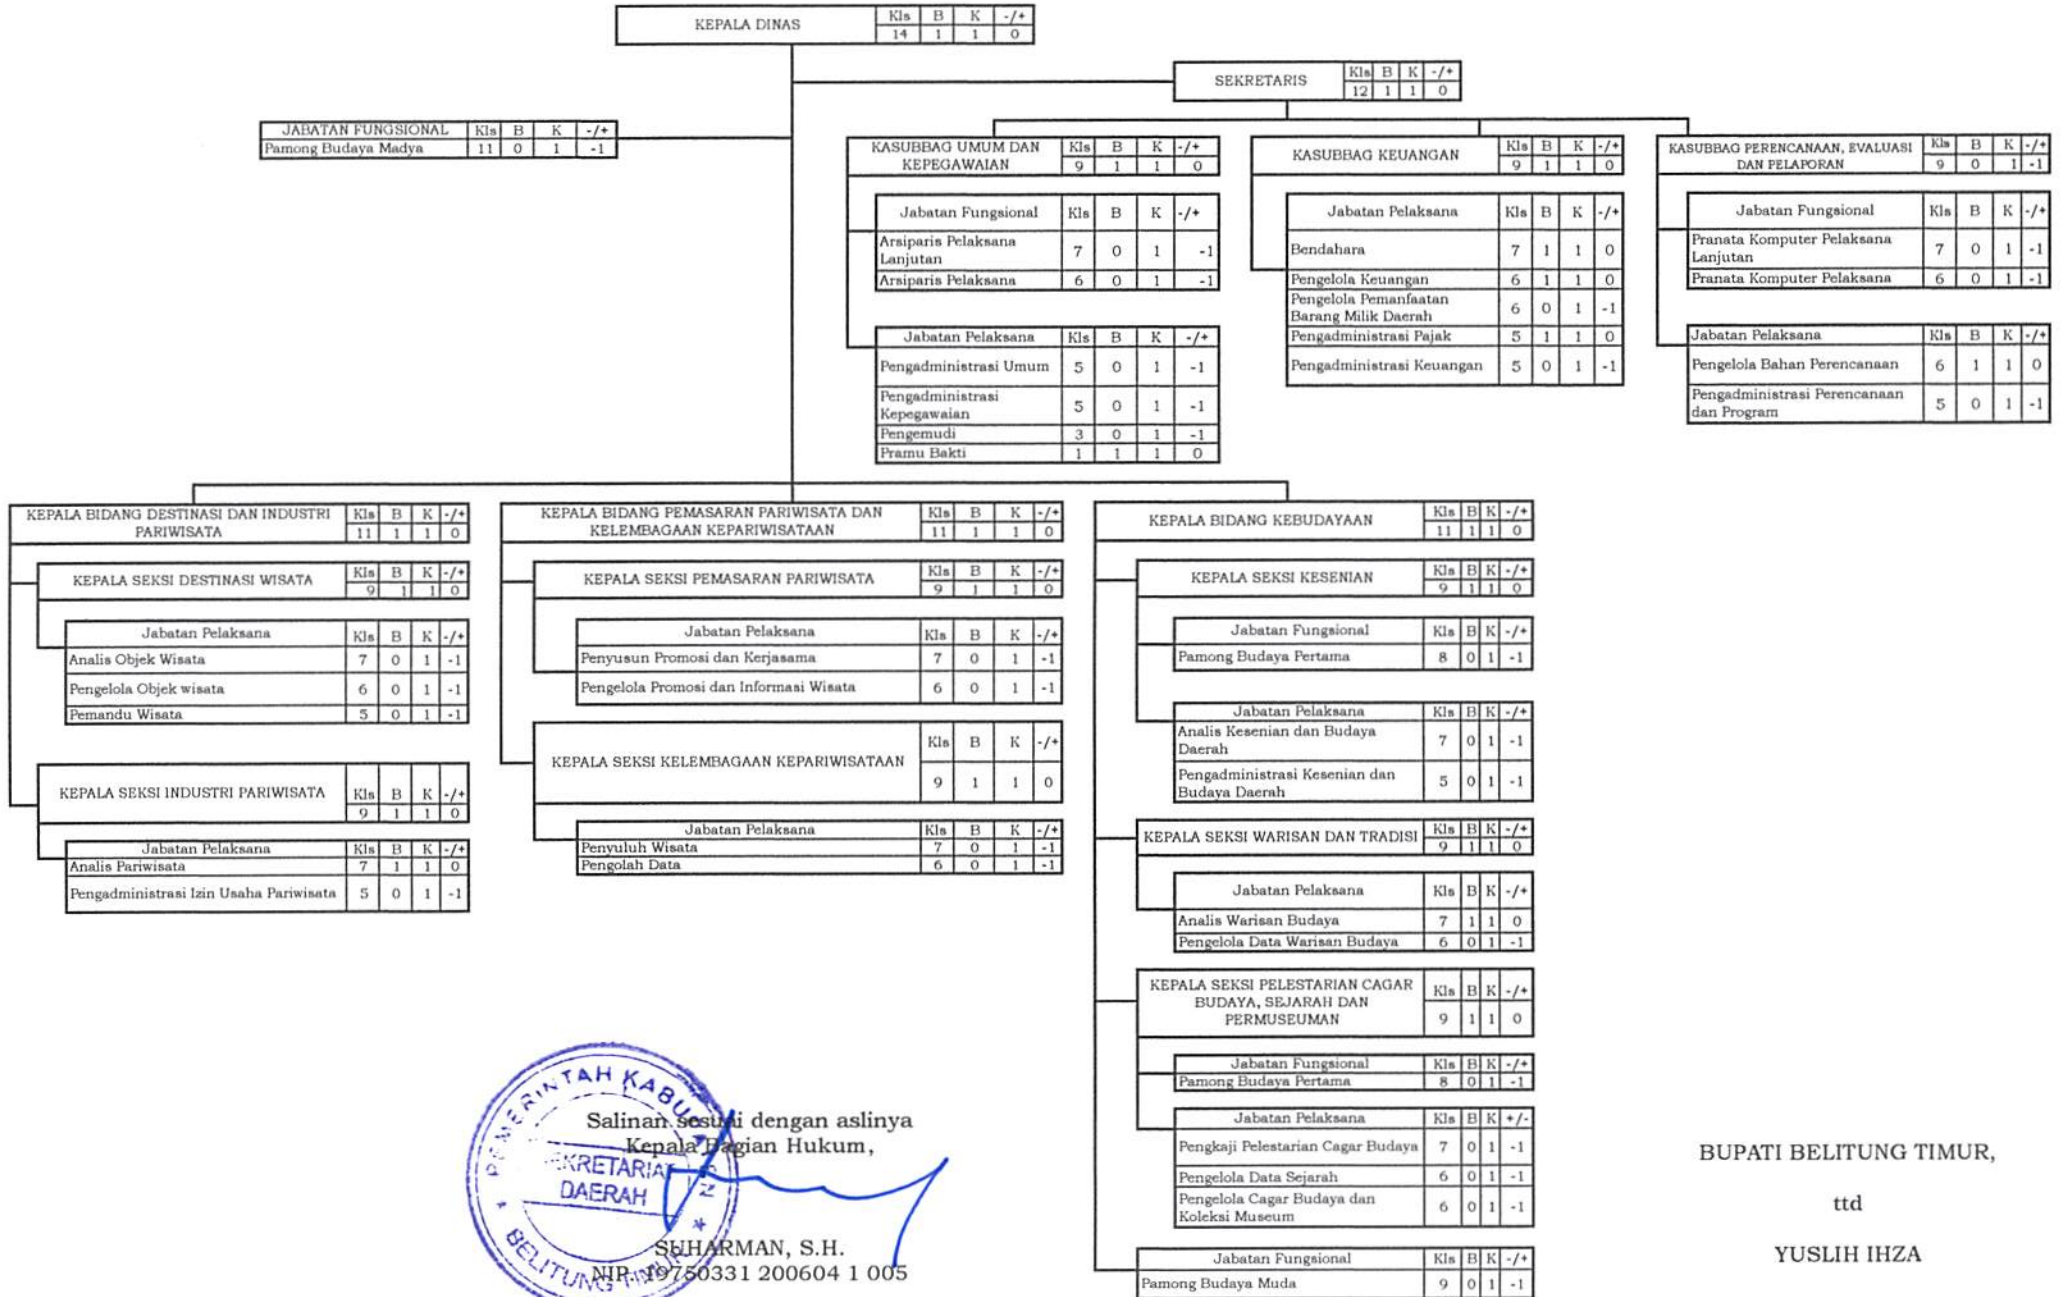 KEPALA DINAS Kls B K -/+
14 1 1 0
SEKRETARIS Kls B K -/+
12 1 1 0
JABATAN FUNGSIONAL Kls B K -/+
Pamong Budaya Madya 11 0 1 -1
KASUBBAG UMUM DAN KEPEGAWAIAN Kls B K -/+
9 1 1 0
Jabatan Fungsional Kls B K -/+
Arsiparis Pelaksana
Lanjutan 7 0 1 -1
Arsiparis Pelaksana 6 0 1 -1
Jabatan Pelaksana Kls B K -/+
Pengadministrasi Umum 5 0 1 -1
Pengadministrasi
Kepegawaian 5 0 1 -1
Pengemudi 3 0 1 -1
Pramu Bakti 1 1 1 0
KASUBBAG KEUANGAN Kls B K -/+
9 1 1 0
Jabatan Pelaksana Kls B K -/+
Bendahara 7 1 1 0
Pengelola Keuangan 6 1 1 0
Pengelola Pemanfaatan
Barang Milik Daerah 6 0 1 -1
Pengadministrasi Pajak 5 1 1 0
Pengadministrasi Keuangan 5 0 1 -1
KASUBBAG PERENCANAAN, EVALUASI
DAN PELAPORAN Kls B K -/+
9 0 1 -1
Jabatan Fungsional Kls B K -/+
Pranata Komputer Pelaksana
Lanjutan 7 0 1 -1
Pranata Komputer Pelaksana 6 0 1 -1
Jabatan Pelaksana Kls B K -/+
Pengelola Bahan Perencanaan 6 1 1 0
Pengadministrasi Perencanaan
dan Program 5 0 1 -1
KEPALA BIDANG DESTINASI DAN INDUSTRI
PARIWISATA Kls B K -/+
11 1 1 0
KEPALA SEKSI DESTINASI WISATA Kls B K -/+
9 1 1 0
Jabatan Pelaksana Kls B K -/+
Analis Objek Wisata 7 0 1 -1
Pengelola Objek wisata 6 0 1 -1
Pemandu Wisata 5 0 1 -1
KEPALA SEKSI INDUSTRI PARIWISATA Kls B K -/+
9 1 1 0
Jabatan Pelaksana Kls B K -/+
Analis Pariwisata 7 1 1 0
Pengadministrasi Izin Usaha Pariwisata 5 0 1 -1
KEPALA BIDANG PEMASARAN PARIWISATA DAN
KELEMBAGAAN KEPARIWISATAAN Kls B K -/+
11 1 1 0
KEPALA SEKSI PEMASARAN PARIWISATA Kls B K -/+
9 1 1 0
Jabatan Pelaksana Kls B K -/+
Penyusun Promosi dan Kerjasama 7 0 1 -1
Pengelola Promosi dan Informasi Wisata 6 0 1 -1
KEPALA SEKSI KELEMBAGAAN KEPARIWISATAAN Kls B K -/+
9 1 1 0
Jabatan Pelaksana Kls B K -/+
Penyuluh Wisata 7 0 1 -1
Pengolah Data 6 0 1 -1
KEPALA BIDANG KEBUDAYAAN Kls B K -/+
11 1 1 0
KEPALA SEKSI KESENIAN Kls B K -/+
9 1 1 0
Jabatan Fungsional Kls B K -/+
Pamong Budaya Pertama 8 0 1 -1
Jabatan Pelaksana Kls B K -/+
Analis Kesenian dan Budaya
Daerah 7 0 1 -1
Pengadministrasi Kesenian dan
Budaya Daerah 5 0 1 -1
KEPALA SEKSI WARISAN DAN TRADISI Kls B K -/+
9 1 1 0
Jabatan Pelaksana Kls B K -/+
Analis Warisan Budaya 7 1 1 0
Pengelola Data Warisan Budaya 6 0 1 -1
KEPALA SEKSI PELESTARIAN CAGAR
BUDAYA, SEJARAH DAN
PERMUSEUMAN Kls B K -/+
9 1 1 0
Jabatan Fungsional Kls B K -/+
Pamong Budaya Pertama 8 0 1 -1
Jabatan Pelaksana Kls B K +/-
Pengkaji Pelestarian Cagar Budaya 7 0 1 -1
Pengelola Data Sejarah 6 0 1 -1
Pengelola Cagar Budaya dan
Koleksi Museum 6 0 1 -1
Jabatan Fungsional Kls B K -/+
Pamong Budaya Muda 9 0 1 -1
PEMERINTAH KABUPATEN
SEKRETARIAT
DAERAH
BELITUNG TIMUR
Salinan sesuai dengan aslinya
Kepala Bagian Hukum,
SUHARMAN, S.H.
NIP. 19750331 200604 1 005
BUPATI BELITUNG TIMUR,
ttd
YUSLIH IHZA